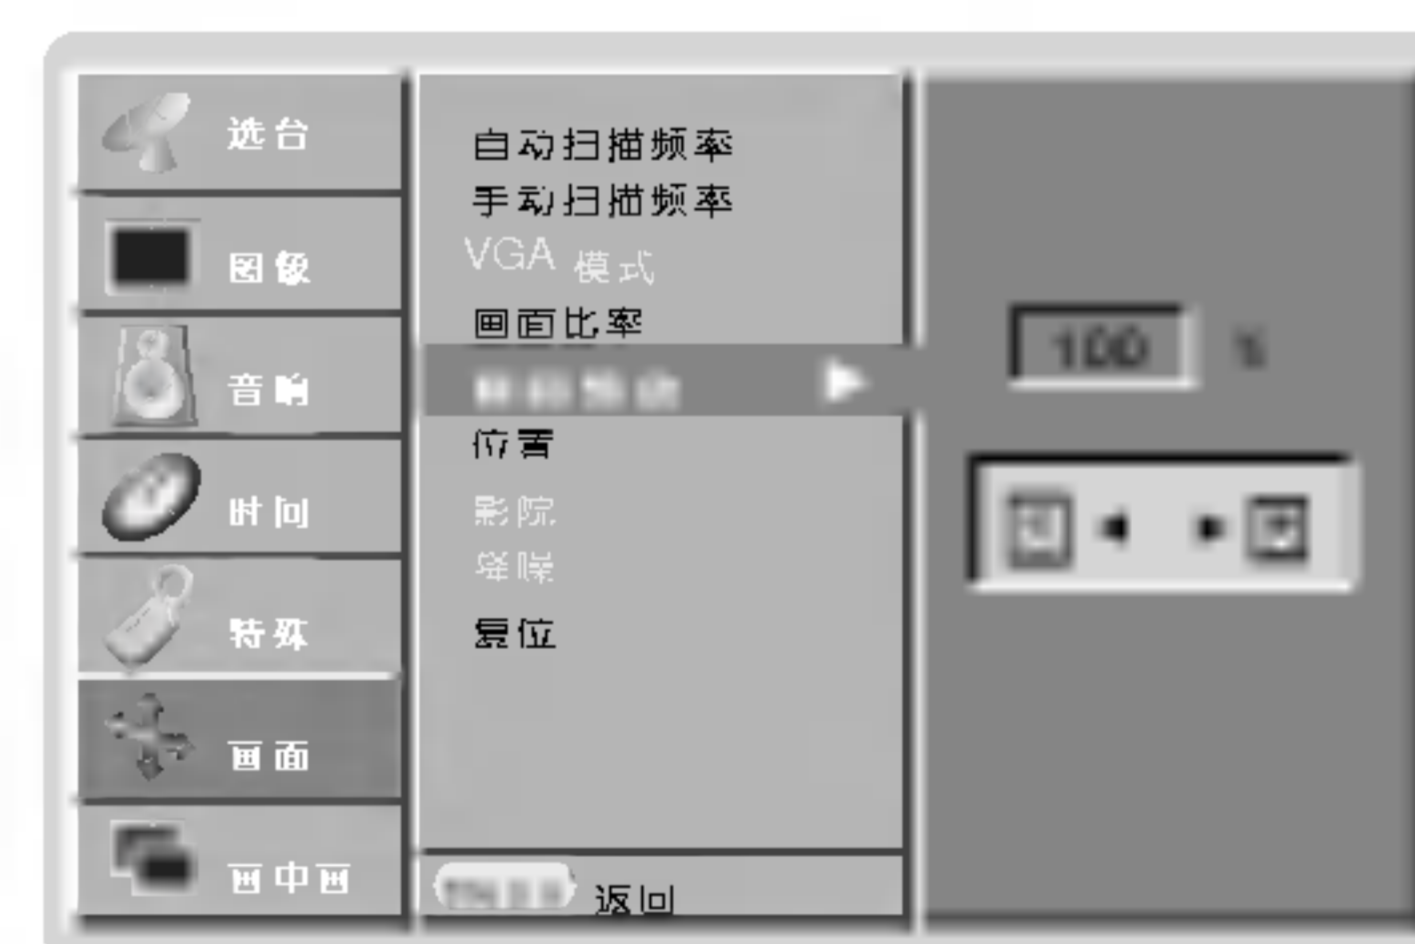 选台
图像
音响
时间
特殊
画面
画中画
自动扫描频率
手动扫描频率
VGA 模式
画面比率
位置
影院
降噪
复位
返回
100